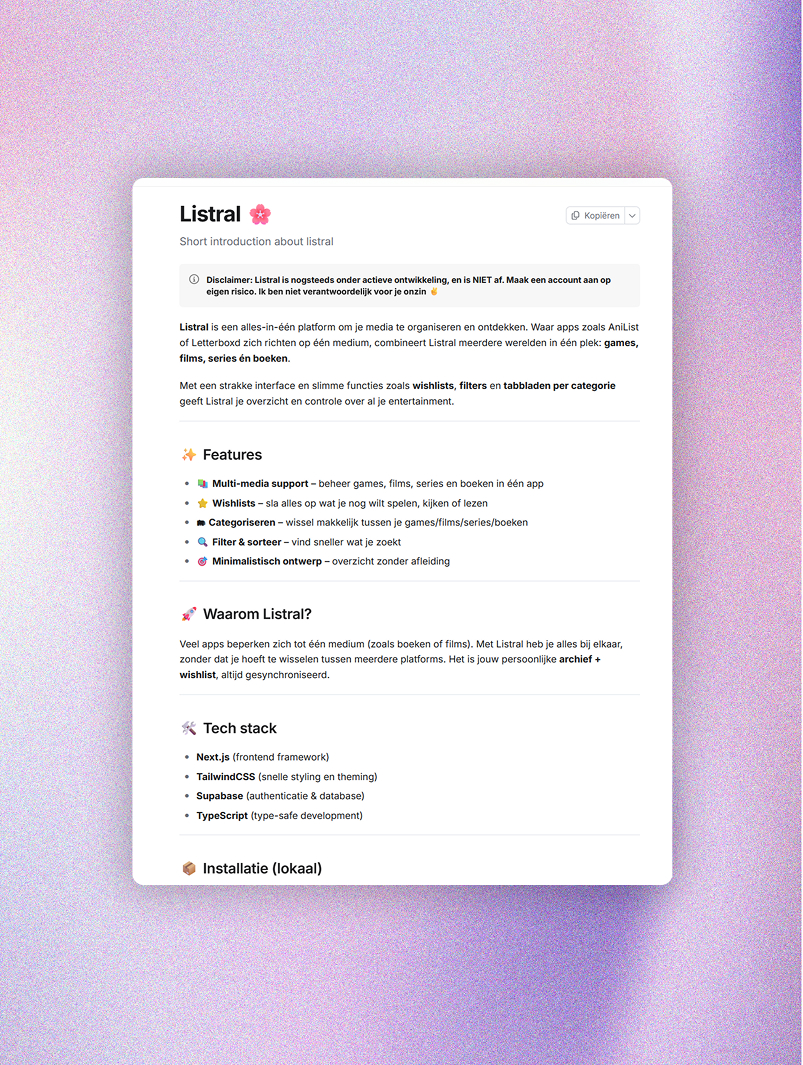 Listral 🌸
Kopiëren
Short introduction about listral
Disclaimer: Listral is nogsteeds onder actieve ontwikkeling, en is NIET af. Maak een account aan op
eigen risico. Ik ben niet verantwoordelijk voor je onzin ✌️
Listral is een alles-in-één platform om je media te organiseren en ontdekken. Waar apps zoals AniList
of Letterboxd zich richten op één medium, combineert Listral meerdere werelden in één plek: games,
films, series én boeken.
Met een strakke interface en slimme functies zoals wishlists, filters en tabbladen per categorie
geeft Listral je overzicht en controle over al je entertainment.
✨ Features
• 📚 Multi-media support – beheer games, films, series en boeken in één app
• ⭐ Wishlists – sla alles op wat je nog wilt spelen, kijken of lezen
• 🗂 Categoriseren – wissel makkelijk tussen je games/films/series/boeken
• 🔍 Filter & sorteer – vind sneller wat je zoekt
• 🎯 Minimalistisch ontwerp – overzicht zonder afleiding
🚀 Waarom Listral?
Veel apps beperken zich tot één medium (zoals boeken of films). Met Listral heb je alles bij elkaar,
zonder dat je hoeft te wisselen tussen meerdere platforms. Het is jouw persoonlijke archief +
wishlist, altijd gesynchroniseerd.
🛠 Tech stack
• Next.js (frontend framework)
• TailwindCSS (snelle styling en theming)
• Supabase (authenticatie & database)
• TypeScript (type-safe development)
📦 Installatie (lokaal)